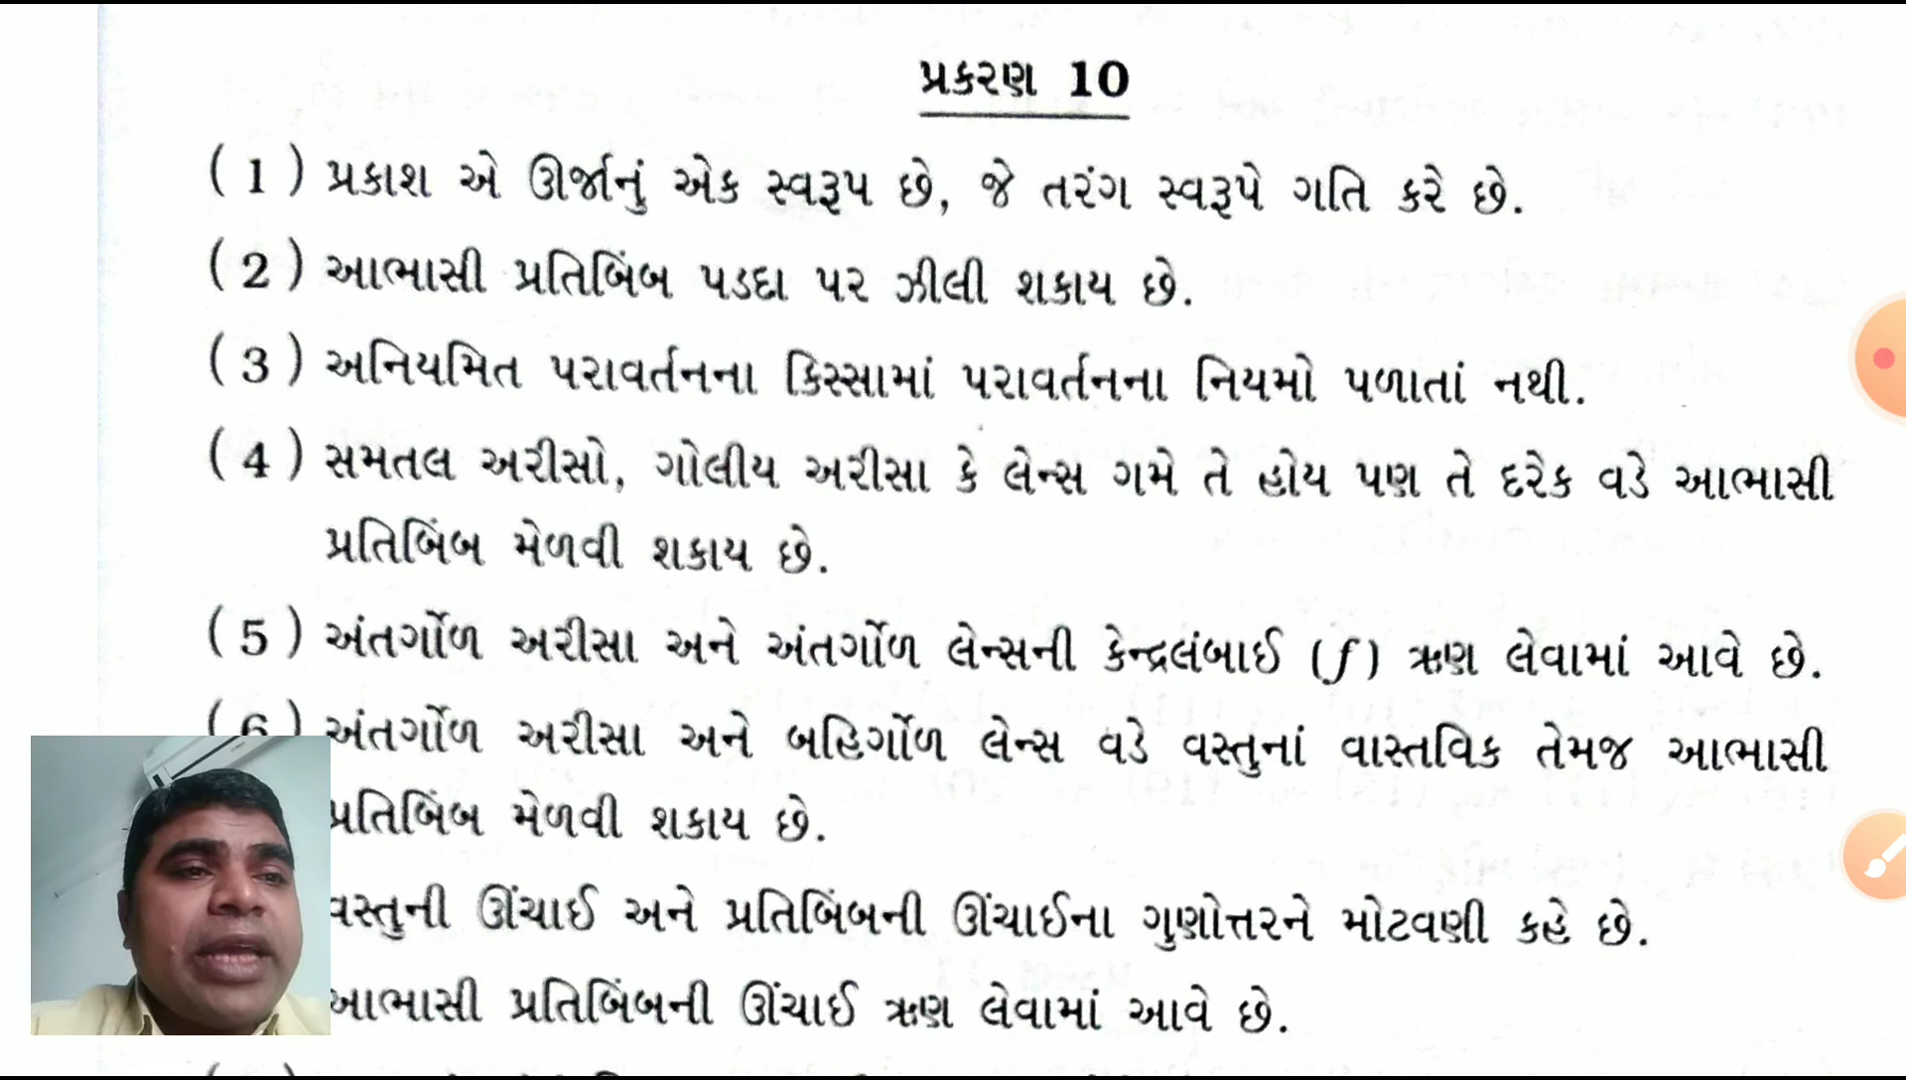 પ્રકરણ 10
( 1 ) પ્રકાશ એ ઊર્જાનું એક સ્વરૂપ છે, જે તરંગ સ્વરૂપે ગતિ કરે છે.
( 2 ) આભાસી પ્રતિબિંબ પડદા પર ઝીલી શકાય છે.
( 3 ) અનિયમિત પરાવર્તનના કિસ્સામાં પરાવર્તનના નિયમો પળાતાં નથી.
( 4 ) સમતલ અરીસો, ગોલીય અરીસા કે લેન્સ ગમે તે હોય પણ તે દરેક વડે આભાસી
પ્રતિબિંબ મેળવી શકાય છે.
( 5 ) અંતર્ગોળ અરીસા અને અંતર્ગોળ લેન્સની કેન્દ્રલંબાઈ (f) ઋણ લેવામાં આવે છે.
( 6 ) અંતર્ગોળ અરીસા અને બહિર્ગોળ લેન્સ વડે વસ્તુનાં વાસ્તવિક તેમજ આભાસી
પ્રતિબિંબ મેળવી શકાય છે.
વસ્તુની ઊંચાઈ અને પ્રતિબિંબની ઊંચાઈના ગુણોત્તરને મોટવણી કહે છે.
આભાસી પ્રતિબિંબની ઊંચાઈ ઋણ લેવામાં આવે છે.